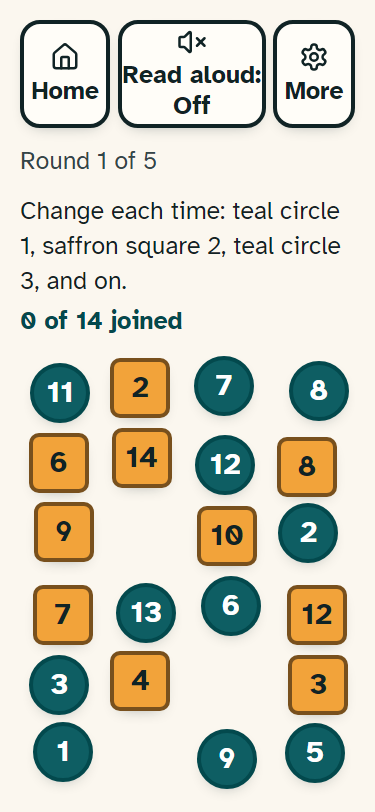 Home
Read aloud:
Off
More
Round 1 of 5
Change each time: teal circle
1, saffron square 2, teal circle
3, and on.
0 of 14 joined
11 2 7 8
6 14 12 8
9 10 2
7 13 6 12
3 4 3
1 9 5